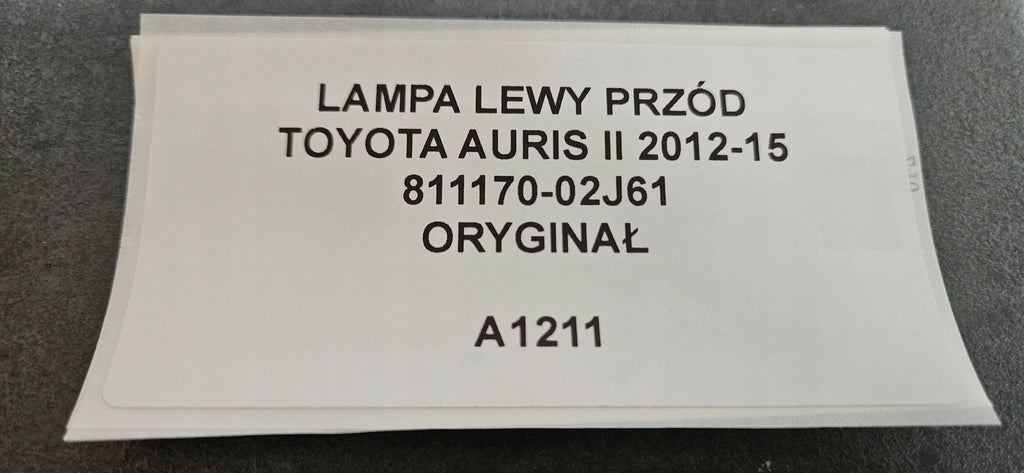 LAMPA LEWY PRZÓD
TOYOTA AURIS II 2012-15
811170-02J61
ORYGINAŁ
A1211